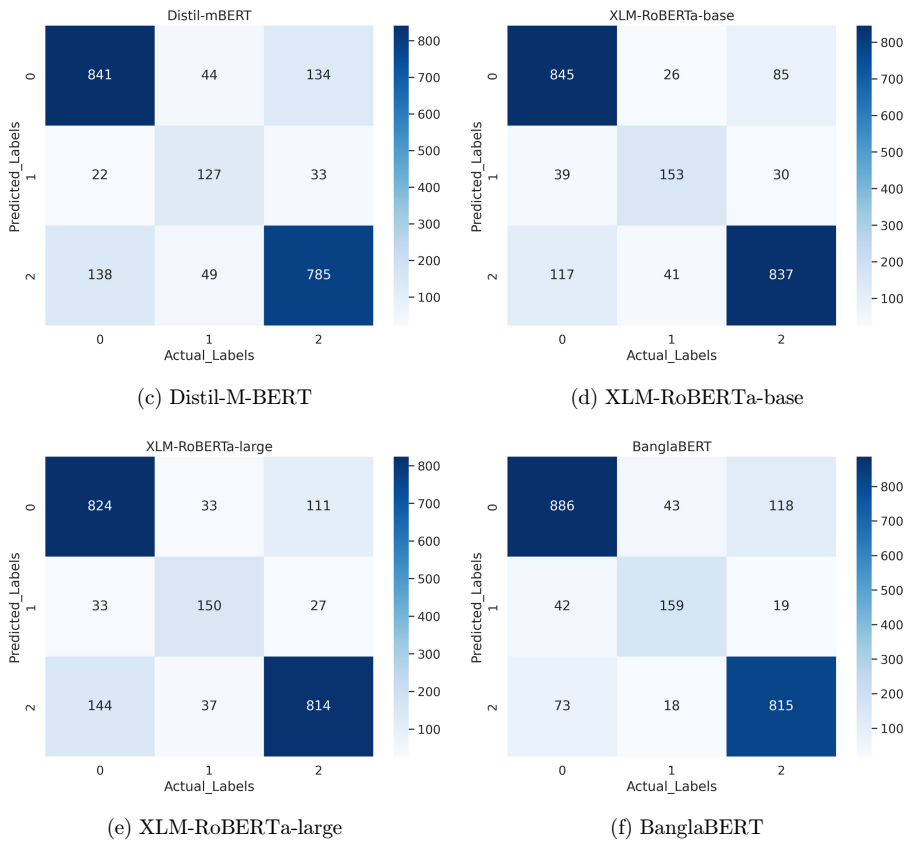 Distil-mBERT
841 44 134
22 127 33
138 49 785
0
1
2
0 1 2
Predicted_Labels
Actual_Labels
800
700
600
500
400
300
200
100
(c) Distil-M-BERT
XLM-RoBERTa-base
845 26 85
39 153 30
117 41 837
0
1
2
0 1 2
Predicted_Labels
Actual_Labels
800
700
600
500
400
300
200
100
(d) XLM-RoBERTa-base
XLM-RoBERTa-large
824 33 111
33 150 27
144 37 814
0
1
2
0 1 2
Predicted_Labels
Actual_Labels
800
700
600
500
400
300
200
100
(e) XLM-RoBERTa-large
BanglaBERT
886 43 118
42 159 19
73 18 815
0
1
2
0 1 2
Predicted_Labels
Actual_Labels
800
700
600
500
400
300
200
100
(f) BanglaBERT